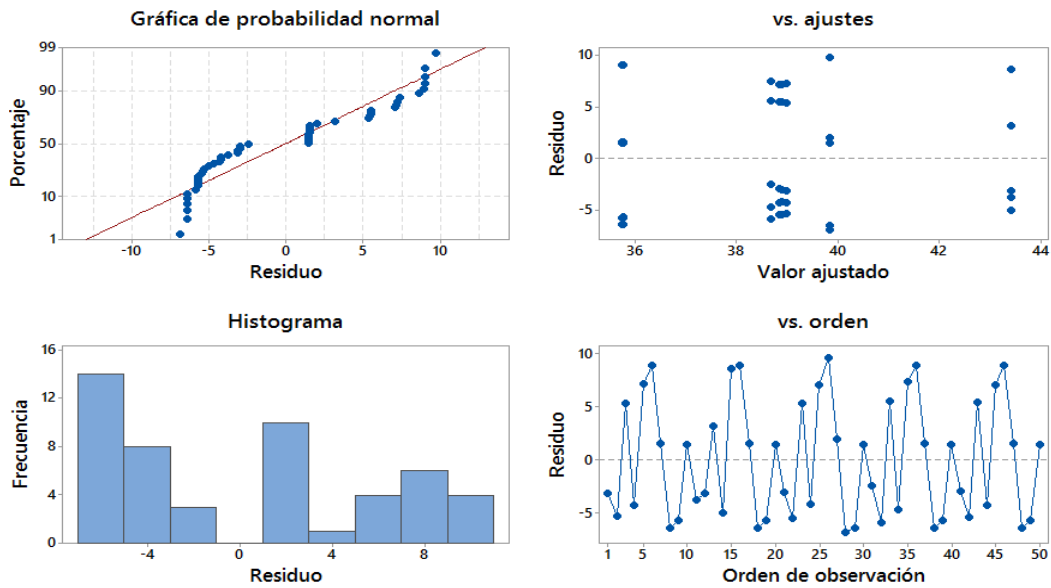 Gráfica de probabilidad normal
99
90
50
10
1
Porcentaje
-10 -5 0 5 10
Residuo
vs. ajustes
10
5
0
-5
Residuo
36 38 40 42 44
Valor ajustado
Histograma
16
12
8
4
0
Frecuencia
-4 0 4 8
Residuo
vs. orden
10
5
0
-5
Residuo
1 5 10 15 20 25 30 35 40 45 50
Orden de observación